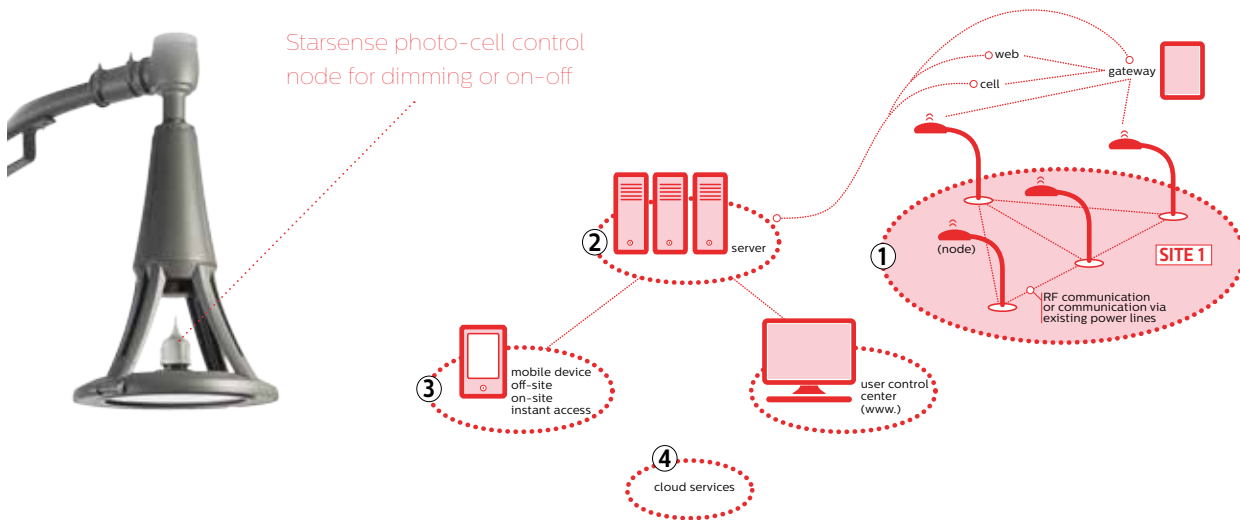 Starsense photo-cell control
node for dimming or on-off
web
cell
gateway
2
server
1
(node)
SITE 1
RF communication
or communication via
existing power lines
3
mobile device
off-site
on-site
instant access
user control
center
(www.)
4
cloud services